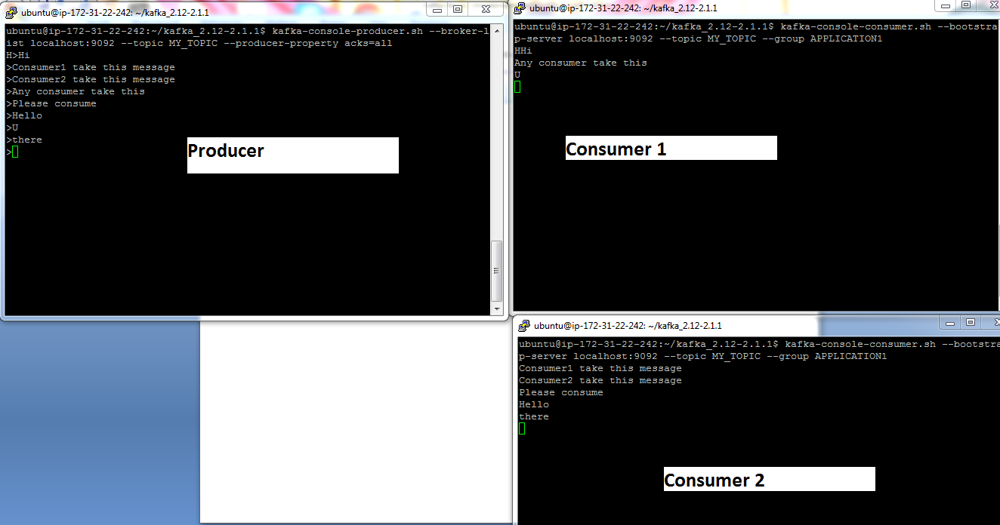 ubuntu@ip-172-31-22-242: ~/kafka_2.12-2.1.1
ubuntu@ip-172-31-22-242:~/kafka_2.12-2.1.1$ kafka-console-producer.sh --broker-l
ist localhost:9092 --topic MY_TOPIC --producer-property acks=all
H>Hi
>Consumer1 take this message
>Consumer2 take this message
>Any consumer take this
>Please consume
>Hello
>U
>there
>
Producer
ubuntu@ip-172-31-22-242: ~/kafka_2.12-2.1.1
ubuntu@ip-172-31-22-242:~/kafka_2.12-2.1.1$ kafka-console-consumer.sh --bootstra
p-server localhost:9092 --topic MY_TOPIC --group APPLICATION1
HHi
Any consumer take this
U
Consumer 1
ubuntu@ip-172-31-22-242: ~/kafka_2.12-2.1.1
ubuntu@ip-172-31-22-242:~/kafka_2.12-2.1.1$ kafka-console-consumer.sh --bootstra
p-server localhost:9092 --topic MY_TOPIC --group APPLICATION1
Consumer1 take this message
Consumer2 take this message
Please consume
Hello
there
Consumer 2